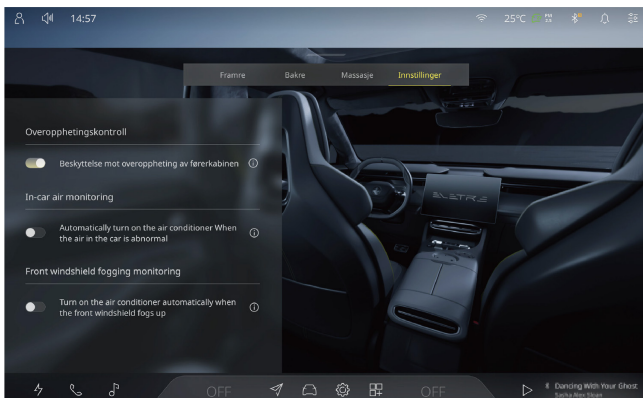 14:57
25°C PM 2.5
Framre Bakre Massasje Innstillinger
Overopphetingskontroll
Beskyttelse mot overoppheting av førerkabinen
In-car air monitoring
Automatically turn on the air conditioner When
the air in the car is abnormal
Front windshield fogging monitoring
Turn on the air conditioner automatically when
the front windshield fogs up
ELETRE
OFF OFF
Dancing With Your Ghost
Sasha Alex Sloan